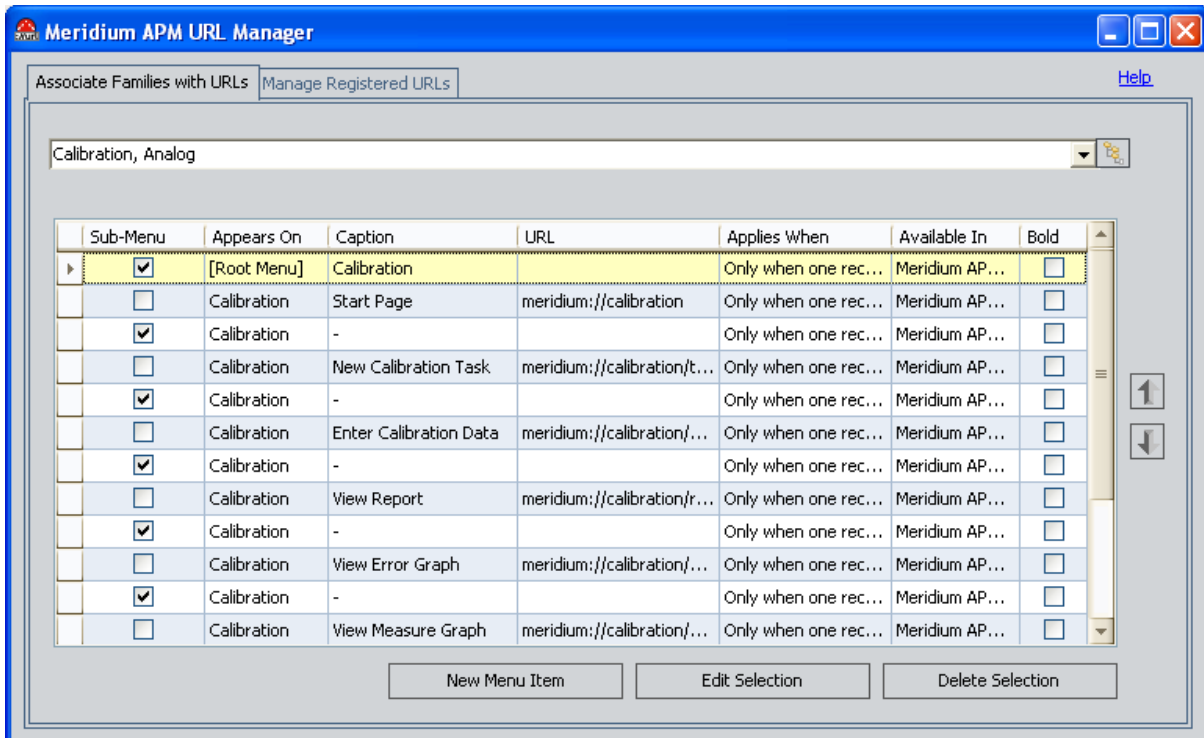 Meridium APM URL Manager
Associate Families with URLs Manage Registered URLs Help
Calibration, Analog
Sub-Menu Appears On Caption URL Applies When Available In Bold
[Root Menu] Calibration Only when one rec... Meridium AP...
Calibration Start Page meridium://calibration Only when one rec... Meridium AP...
Calibration - Only when one rec... Meridium AP...
Calibration New Calibration Task meridium://calibration/t... Only when one rec... Meridium AP...
Calibration - Only when one rec... Meridium AP...
Calibration Enter Calibration Data meridium://calibration/... Only when one rec... Meridium AP...
Calibration - Only when one rec... Meridium AP...
Calibration View Report meridium://calibration/r... Only when one rec... Meridium AP...
Calibration - Only when one rec... Meridium AP...
Calibration View Error Graph meridium://calibration/... Only when one rec... Meridium AP...
Calibration - Only when one rec... Meridium AP...
Calibration View Measure Graph meridium://calibration/... Only when one rec... Meridium AP...
New Menu Item Edit Selection Delete Selection